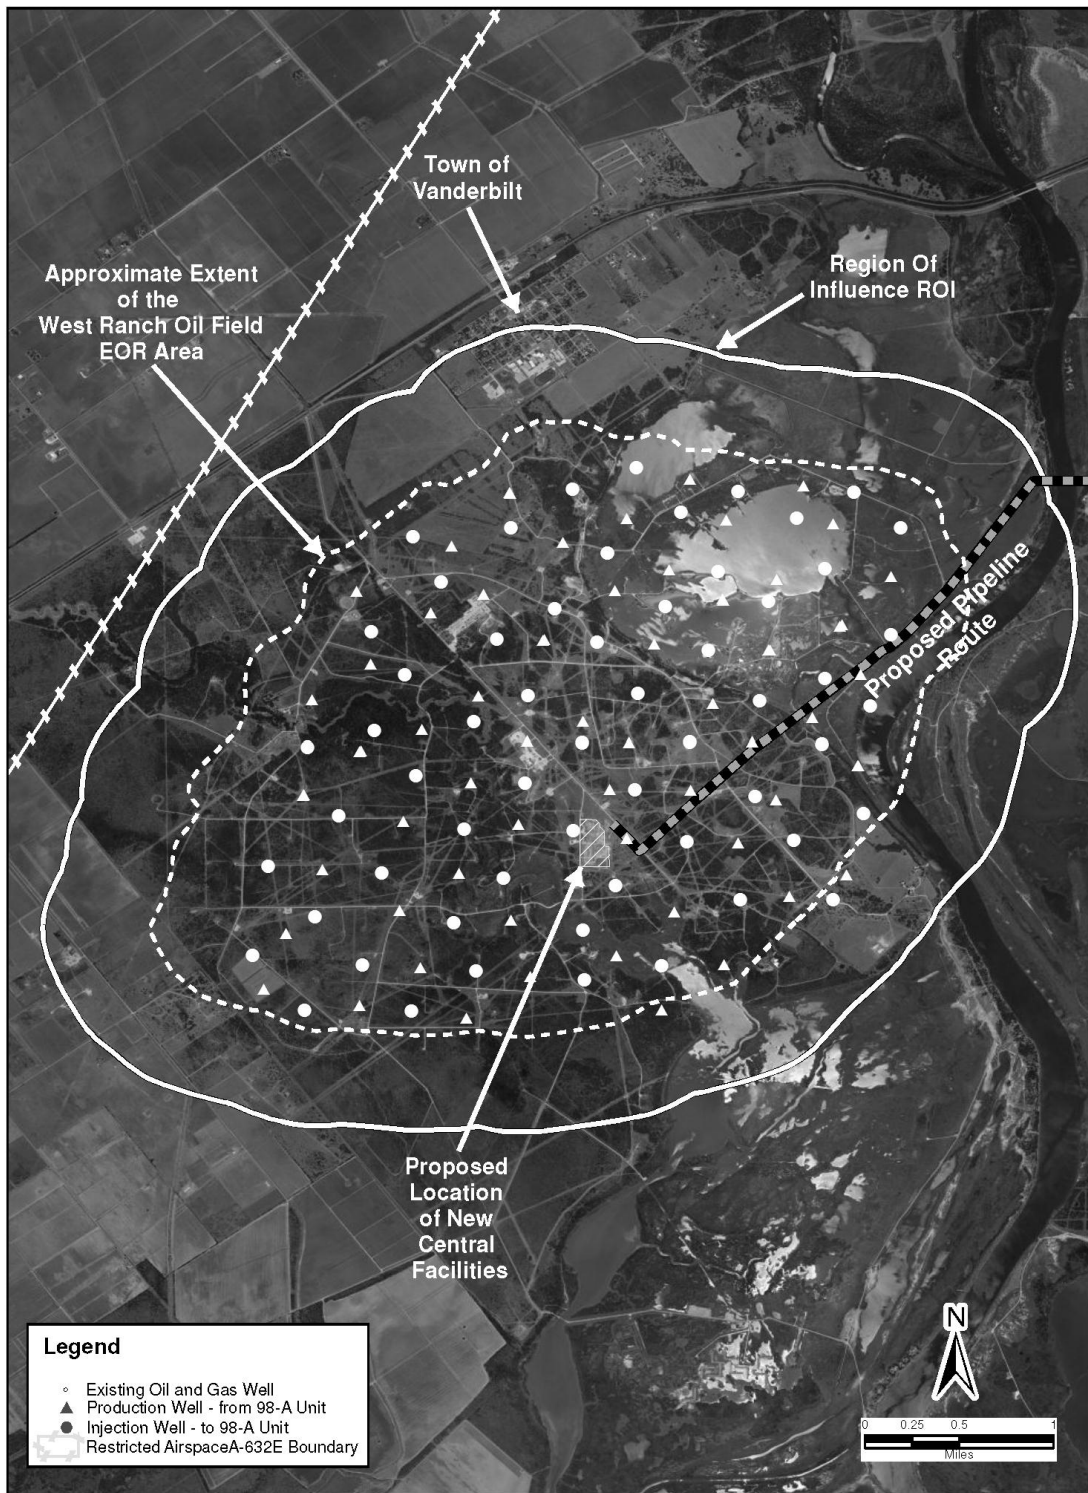 Town of
Vanderbilt
Approximate Extent
of the
West Ranch Oil Field
EOR Area
Region Of
Influence ROI
Proposed Pipeline
Route
Proposed
Location
of New
Central
Facilities
N
Legend
Existing Oil and Gas Well
Production Well - from 98-A Unit
Injection Well - to 98-A Unit
Restricted AirspaceA-632E Boundary
0 0.25 0.5 1
Miles